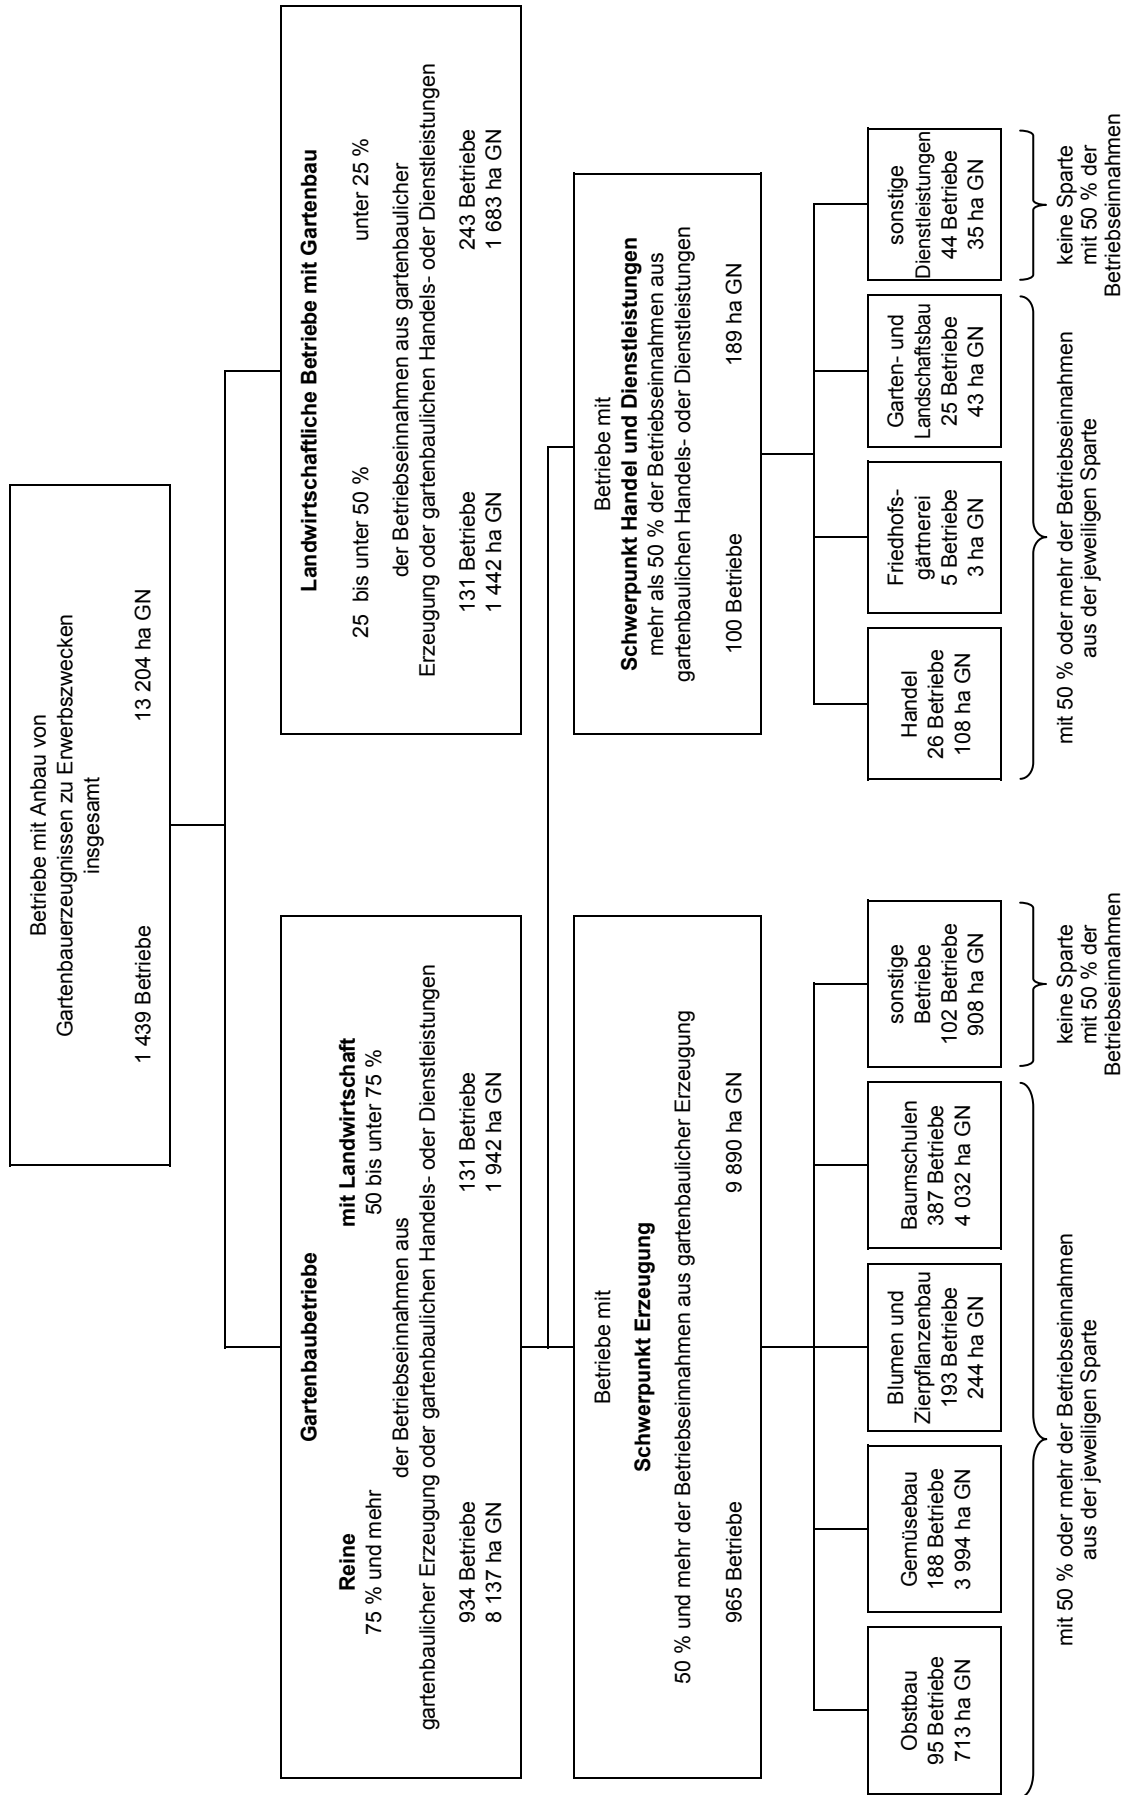 Betriebe mit Anbau von
Gartenbauerzeugnissen zu Erwerbszwecken
insgesamt
1 439 Betriebe 13 204 ha GN
Gartenbaubetriebe
Reine mit Landwirtschaft
75 % und mehr 50 bis unter 75 %
der Betriebseinnahmen aus
gartenbaulicher Erzeugung oder gartenbaulichen Handels- oder Dienstleistungen
934 Betriebe 131 Betriebe
8 137 ha GN 1 942 ha GN
Landwirtschaftliche Betriebe mit Gartenbau
25 bis unter 50 % unter 25 %
der Betriebseinnahmen aus gartenbaulicher
Erzeugung oder gartenbaulichen Handels- oder Dienstleistungen
131 Betriebe 243 Betriebe
1 442 ha GN 1 683 ha GN
Betriebe mit
Schwerpunkt Erzeugung
50 % und mehr der Betriebseinnahmen aus gartenbaulicher Erzeugung
965 Betriebe 9 890 ha GN
Betriebe mit
Schwerpunkt Handel und Dienstleistungen
mehr als 50 % der Betriebseinnahmen aus
gartenbaulichen Handels- oder Dienstleistungen
100 Betriebe 189 ha GN
Obstbau
95 Betriebe
713 ha GN
Gemüsebau
188 Betriebe
3 994 ha GN
Blumen und
Zierpflanzenbau
193 Betriebe
244 ha GN
Baumschulen
387 Betriebe
4 032 ha GN
sonstige
Betriebe
102 Betriebe
908 ha GN
Handel
26 Betriebe
108 ha GN
Friedhofs-
gärtnerei
5 Betriebe
3 ha GN
Garten- und
Landschaftsbau
25 Betriebe
43 ha GN
sonstige
Dienstleistungen
44 Betriebe
35 ha GN
mit 50 % oder mehr der Betriebseinnahmen
aus der jeweiligen Sparte
keine Sparte
mit 50 % der
Betriebseinnahmen
mit 50 % oder mehr der Betriebseinnahmen
aus der jeweiligen Sparte
keine Sparte
mit 50 % der
Betriebseinnahmen